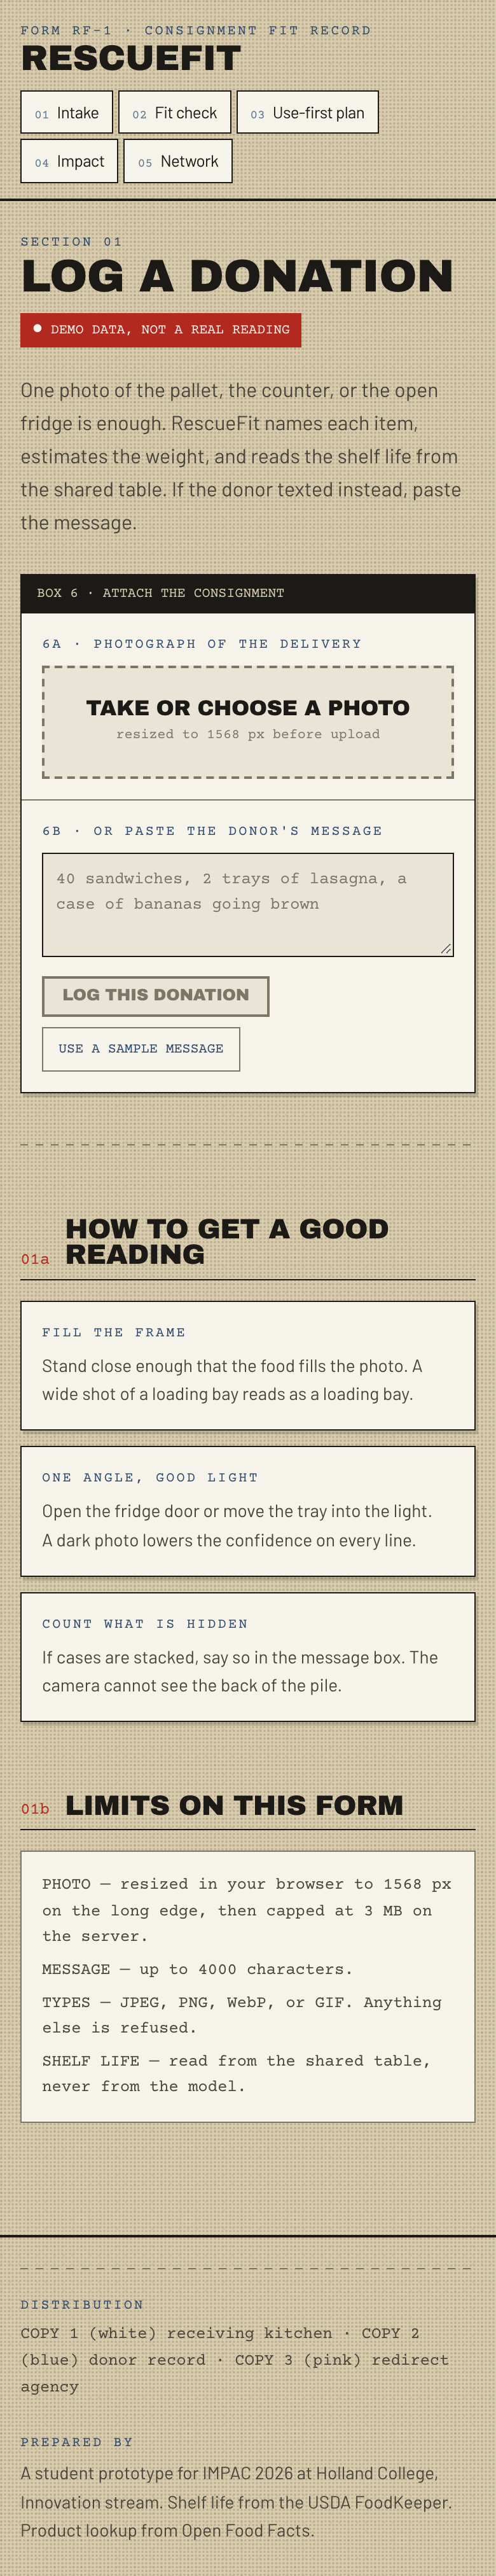 FORM RF-1 · CONSIGNMENT FIT RECORD
RESCUEFIT
01 Intake
02 Fit check
03 Use-first plan
04 Impact
05 Network
SECTION 01
LOG A DONATION
DEMO DATA, NOT A REAL READING
One photo of the pallet, the counter, or the open
fridge is enough. RescueFit names each item,
estimates the weight, and reads the shelf life from
the shared table. If the donor texted instead, paste
the message.
BOX 6 · ATTACH THE CONSIGNMENT
6A · PHOTOGRAPH OF THE DELIVERY
TAKE OR CHOOSE A PHOTO
resized to 1568 px before upload
6B · OR PASTE THE DONOR'S MESSAGE
40 sandwiches, 2 trays of lasagna, a
case of bananas going brown
LOG THIS DONATION
USE A SAMPLE MESSAGE
01a HOW TO GET A GOOD
READING
FILL THE FRAME
Stand close enough that the food fills the photo. A
wide shot of a loading bay reads as a loading bay.
ONE ANGLE, GOOD LIGHT
Open the fridge door or move the tray into the light.
A dark photo lowers the confidence on every line.
COUNT WHAT IS HIDDEN
If cases are stacked, say so in the message box. The
camera cannot see the back of the pile.
01b LIMITS ON THIS FORM
PHOTO — resized in your browser to 1568 px
on the long edge, then capped at 3 MB on
the server.
MESSAGE — up to 4000 characters.
TYPES — JPEG, PNG, WebP, or GIF. Anything
else is refused.
SHELF LIFE — read from the shared table,
never from the model.
DISTRIBUTION
COPY 1 (white) receiving kitchen · COPY 2
(blue) donor record · COPY 3 (pink) redirect
agency
PREPARED BY
A student prototype for IMPAC 2026 at Holland College,
Innovation stream. Shelf life from the USDA FoodKeeper.
Product lookup from Open Food Facts.